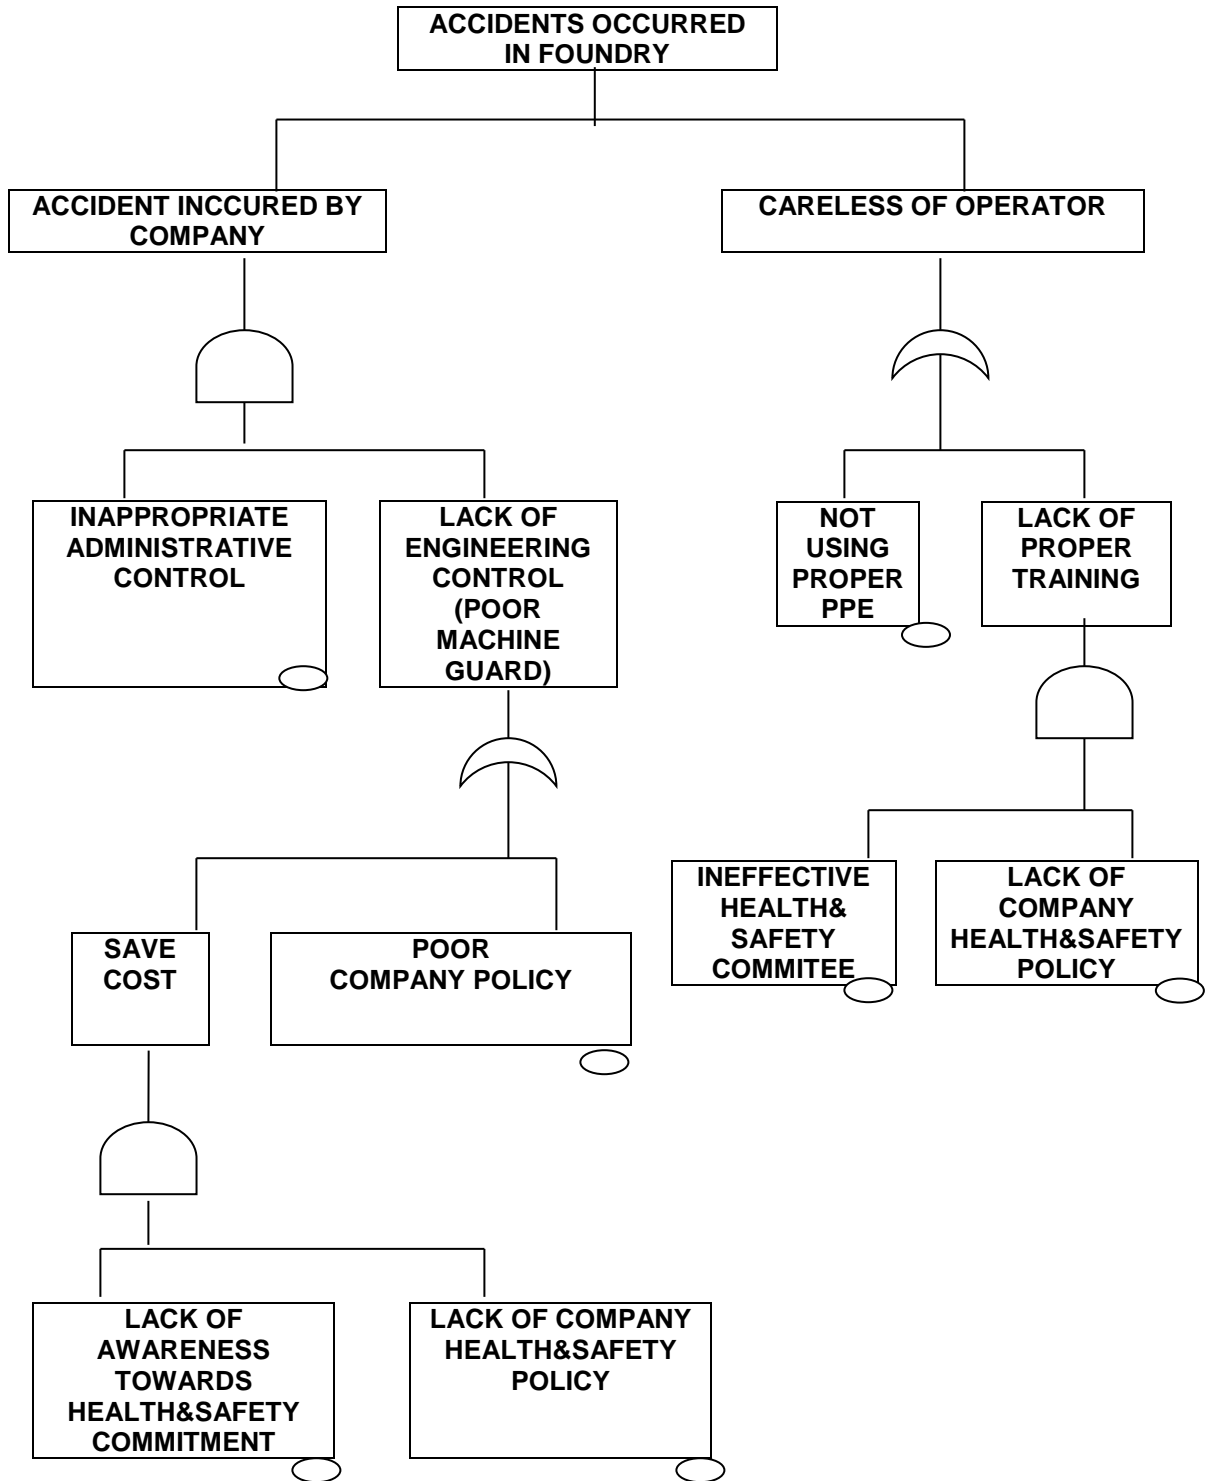 ACCIDENTS OCCURRED
IN FOUNDRY
ACCIDENT INCCURED BY
COMPANY
CARELESS OF OPERATOR
INAPPROPRIATE
ADMINISTRATIVE
CONTROL
LACK OF
ENGINEERING
CONTROL
(POOR
MACHINE
GUARD)
NOT
USING
PROPER
PPE
LACK OF
PROPER
TRAINING
SAVE
COST
POOR
COMPANY POLICY
INEFFECTIVE
HEALTH&
SAFETY
COMMITEE
LACK OF
COMPANY
HEALTH&SAFETY
POLICY
LACK OF
AWARENESS
TOWARDS
HEALTH&SAFETY
COMMITMENT
LACK OF COMPANY
HEALTH&SAFETY
POLICY